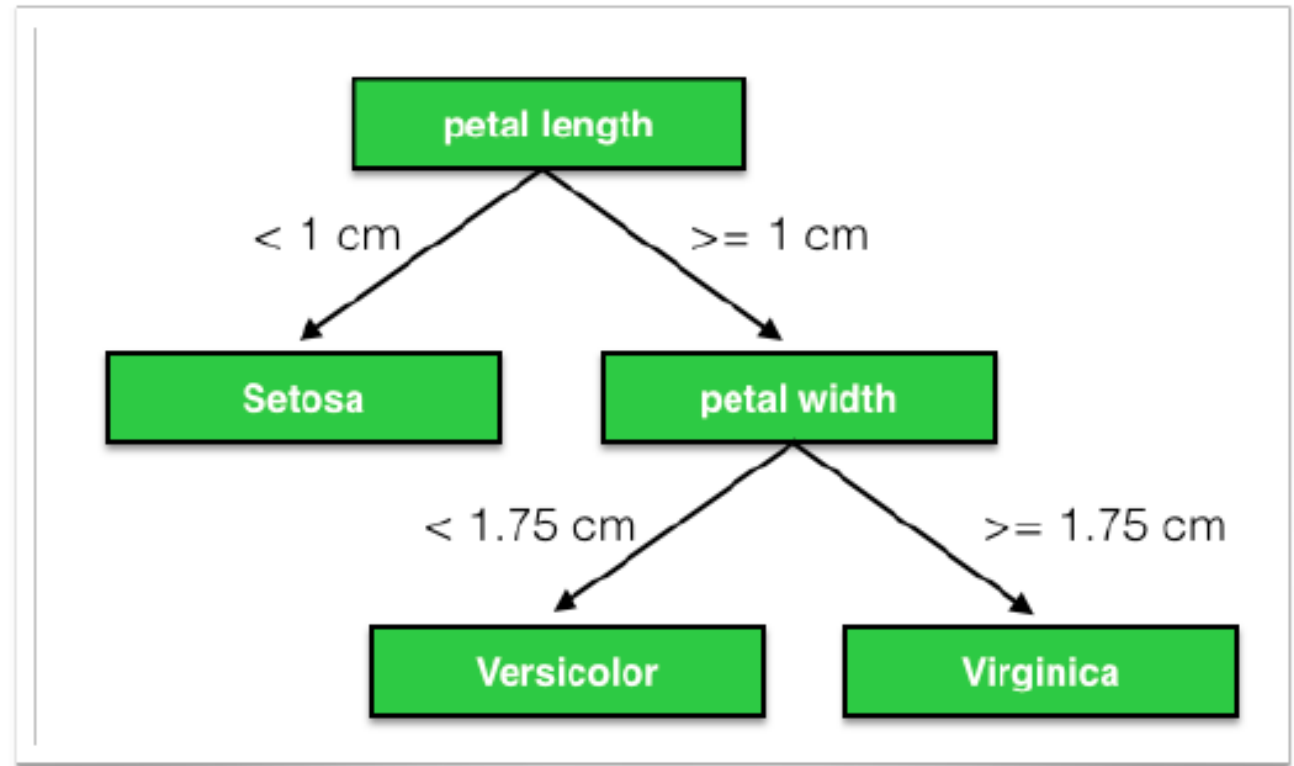 petal length
< 1 cm
>= 1 cm
Setosa
petal width
< 1.75 cm
>= 1.75 cm
Versicolor
Virginica